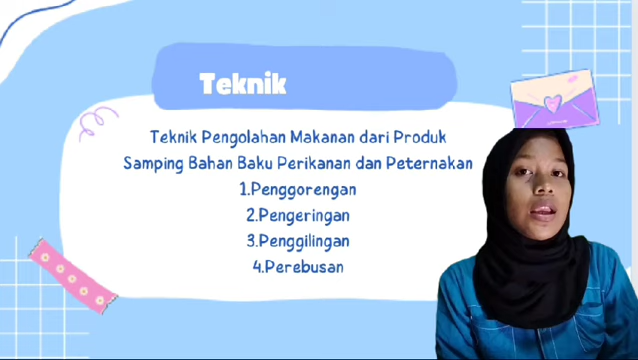 Teknik
Teknik Pengolahan Makanan dari Produk
Samping Bahan Baku Perikanan dan Peternakan
1.Penggorengan
2.Pengeringan
3.Penggilingan
4.Perebusan